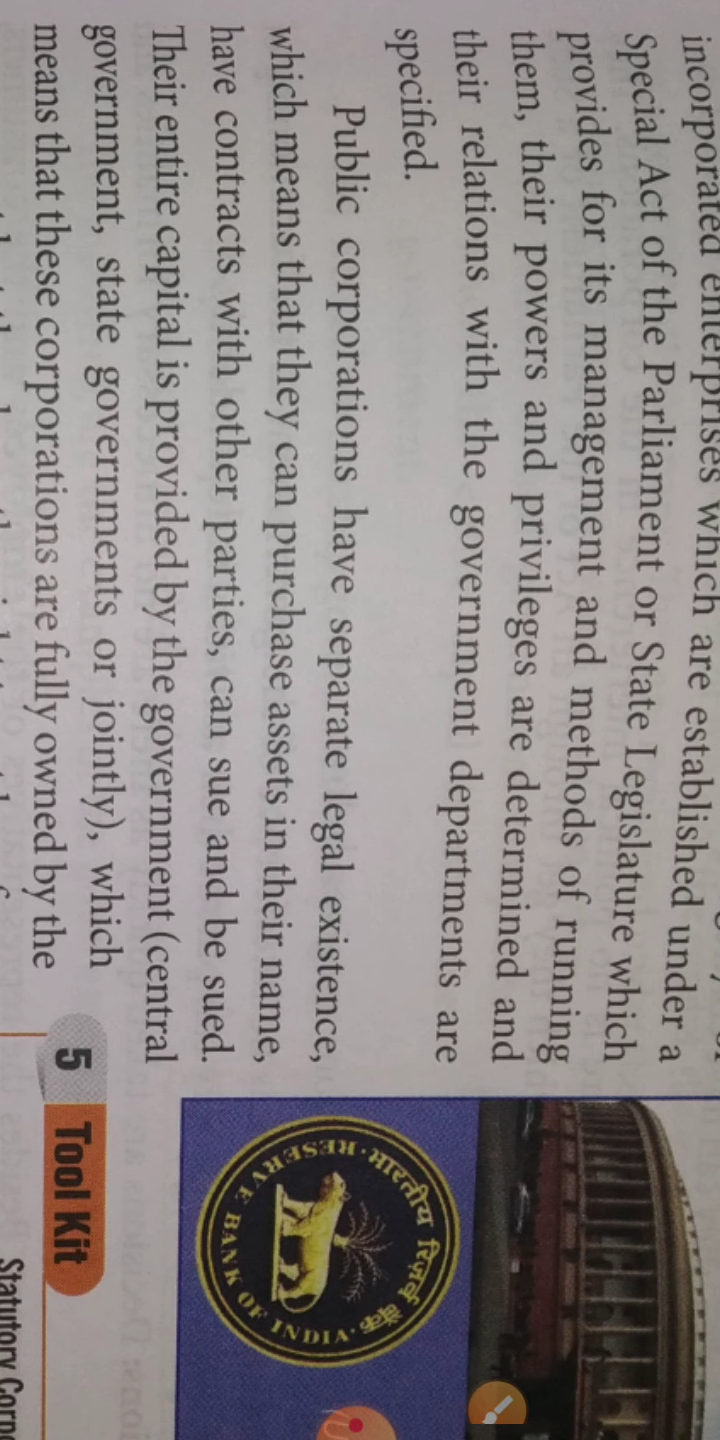 incorporated enterprises which are established under a
Special Act of the Parliament or State Legislature which
provides for its management and methods of running
them, their powers and privileges are determined and
their relations with the government departments are
specified.
Public corporations have separate legal existence,
which means that they can purchase assets in their name,
have contracts with other parties, can sue and be sued.
Their entire capital is provided by the government (central
government, state governments or jointly), which
means that these corporations are fully owned by the
भारतीय रिज़र्व बैंक
RESERVE BANK OF INDIA
5 Tool Kit
Statutory